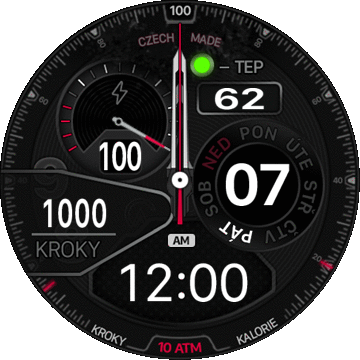 100
CZECH MADE
TEP
62
100
PON
ÚTE
STŘ
ČTV
PÁT
SOB
NED
07
1000
KROKY
AM
12:00
KROKY
10 ATM
KALORIE